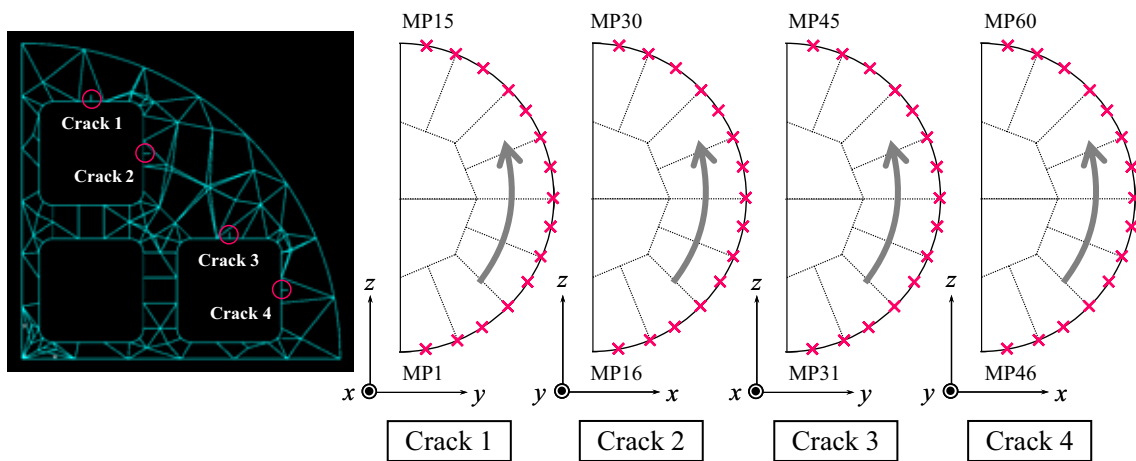 Crack 1
Crack 2
Crack 3
Crack 4
MP15
MP30
MP45
MP60
z
z
z
z
MP1
MP16
MP31
MP46
x
y
y
x
x
y
y
x
Crack 1
Crack 2
Crack 3
Crack 4